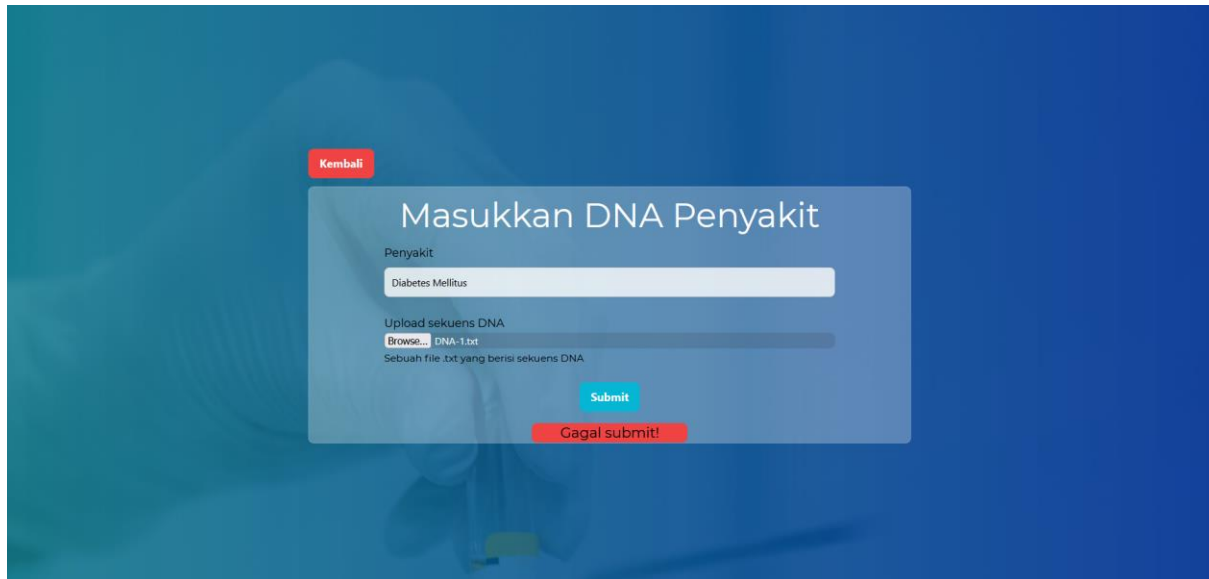 Kembali
Masukkan DNA Penyakit
Penyakit
Diabetes Mellitus
Upload sekuens DNA
Browse... DNA-1.txt
Sebuah file .txt yang berisi sekuens DNA
Submit
Gagal submit!